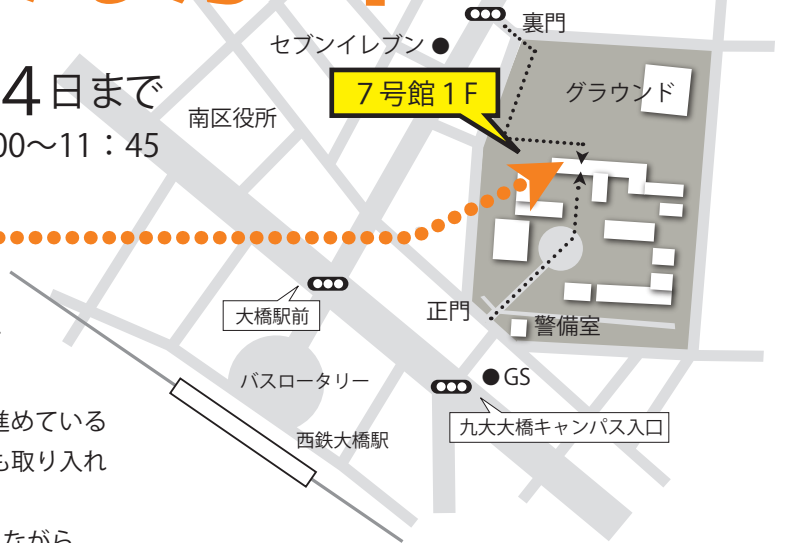 裏門
セブンイレブン
4日まで
7号館1F
グラウンド
南区役所
00〜11：45
大橋駅前
正門
警備室
バスロータリー
GS
進めている
九大大橋キャンパス入口
西鉄大橋駅
も取り入れ
ながら